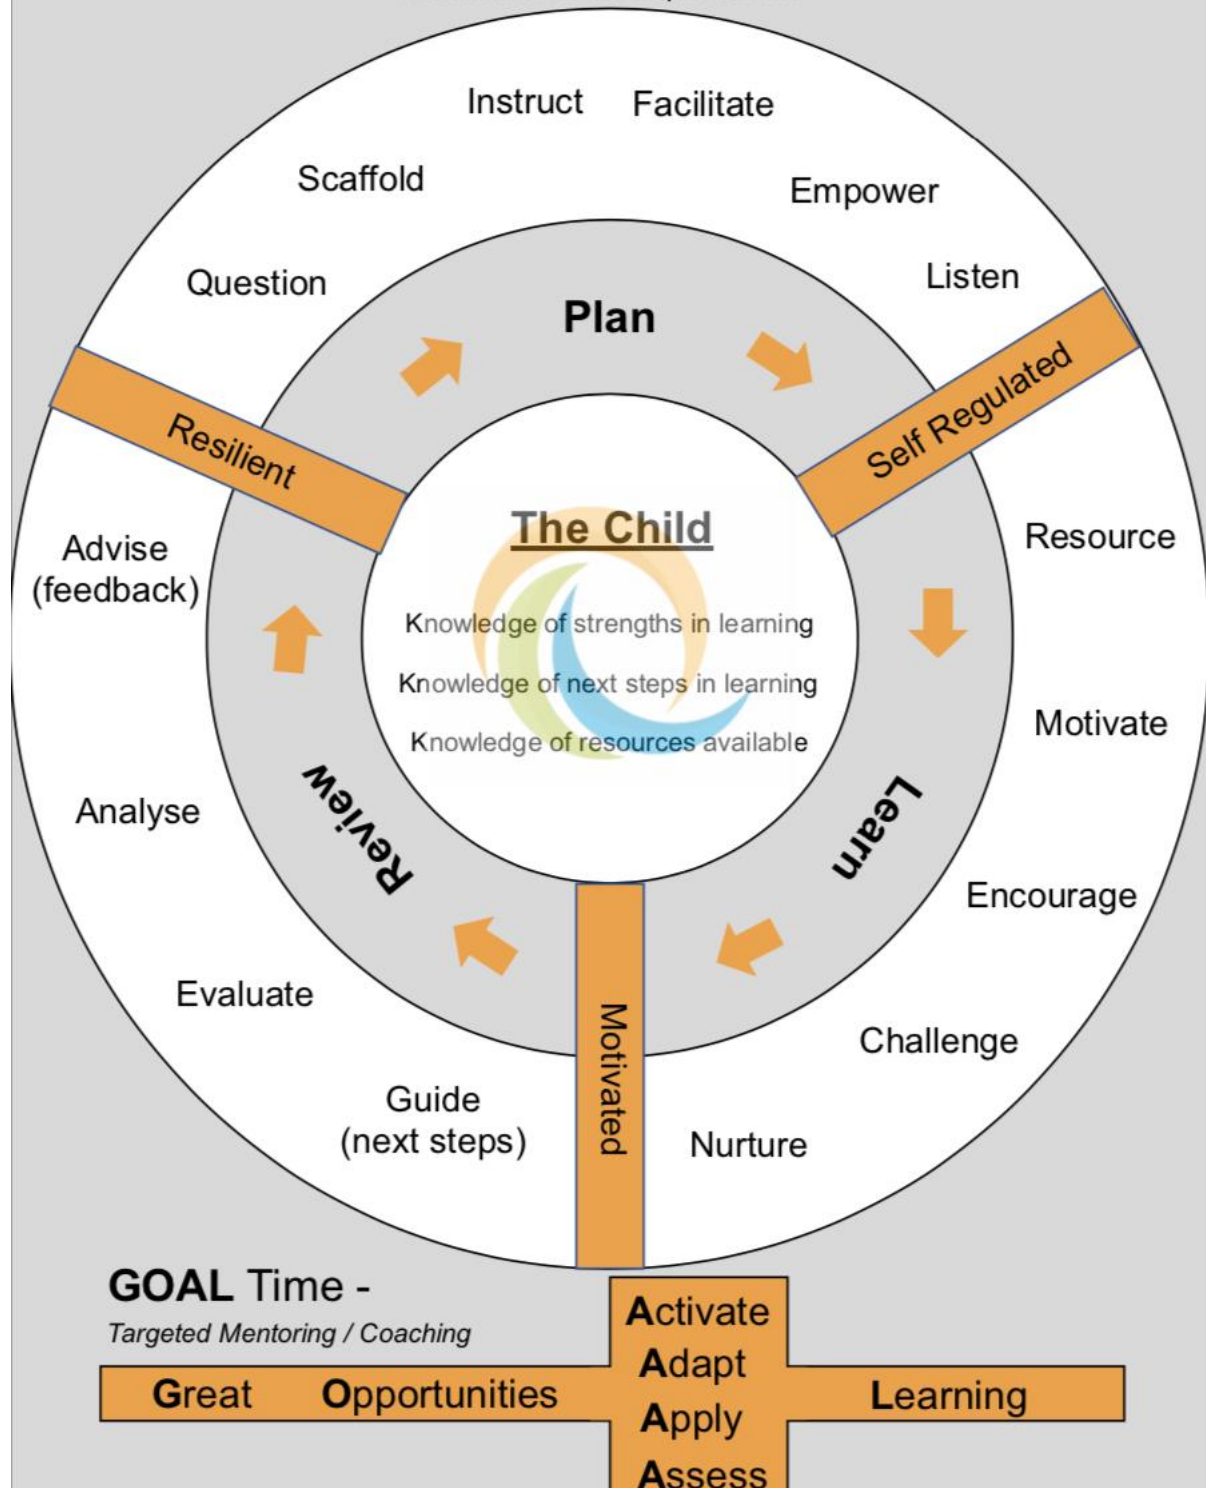 Instruct Facilitate
Scaffold
Empower
Question
Listen
Plan
Resilient
Self Regulated
Advise
(feedback)
Resource
The Child
Knowledge of strengths in learning
Knowledge of next steps in learning
Knowledge of resources available
Motivate
Analyse
Review
Learn
Encourage
Evaluate
Challenge
Motivated
Guide
(next steps)
Nurture
GOAL Time -
Targeted Mentoring / Coaching
Activate
Adapt
Great Opportunities
Learning
Apply
Assess